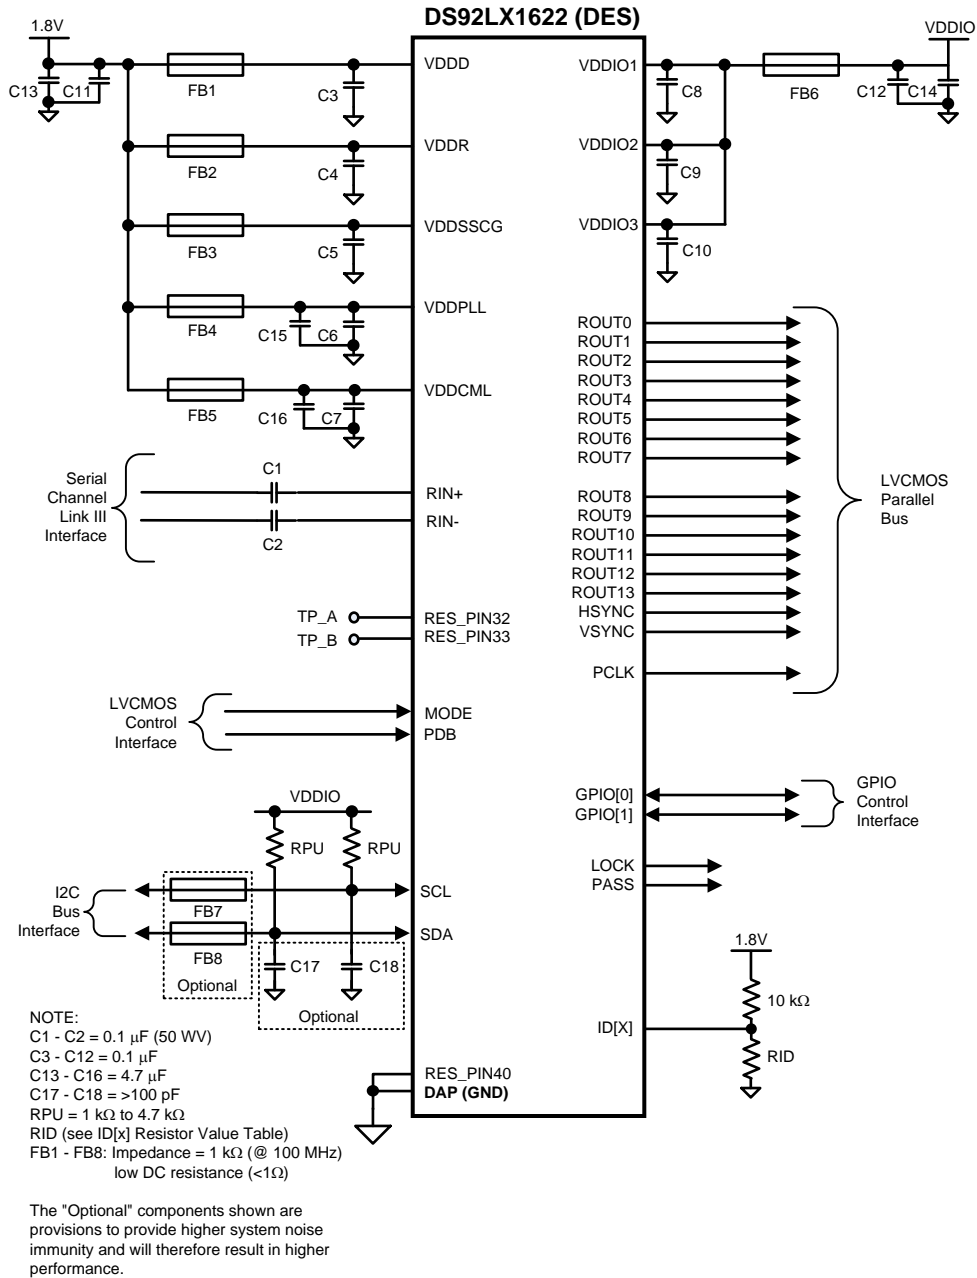 DS92LX1622 (DES)
1.8V
VDDIO
C13
C11
FB1
C3
VDDD
VDDIO1
C8
FB6
C12
C14
FB2
C4
VDDR
VDDIO2
C9
FB3
C5
VDDSSCG
VDDIO3
C10
FB4
C15
C6
VDDPLL
FB5
C16
C7
VDDCML
ROUT0
ROUT1
ROUT2
ROUT3
ROUT4
ROUT5
ROUT6
ROUT7
ROUT8
ROUT9
ROUT10
ROUT11
ROUT12
ROUT13
HSYNC
VSYNC
PCLK
LVCMOS
Parallel
Bus
Serial
Channel
Link III
Interface
C1
C2
RIN+
RIN-
TP_A
TP_B
RES_PIN32
RES_PIN33
LVCMOS
Control
Interface
MODE
PDB
GPIO[0]
GPIO[1]
GPIO
Control
Interface
LOCK
PASS
VDDIO
RPU
RPU
I2C
Bus
Interface
FB7
FB8
Optional
SCL
SDA
C17
C18
Optional
1.8V
10 kΩ
ID[X]
RID
RES_PIN40
DAP (GND)
NOTE:
C1 - C2 = 0.1 μF (50 WV)
C3 - C12 = 0.1 μF
C13 - C16 = 4.7 μF
C17 - C18 = >100 pF
RPU = 1 kΩ to 4.7 kΩ
RID (see ID[x] Resistor Value Table)
FB1 - FB8: Impedance = 1 kΩ (@ 100 MHz)
low DC resistance (<1Ω)
The "Optional" components shown are
provisions to provide higher system noise
immunity and will therefore result in higher
performance.